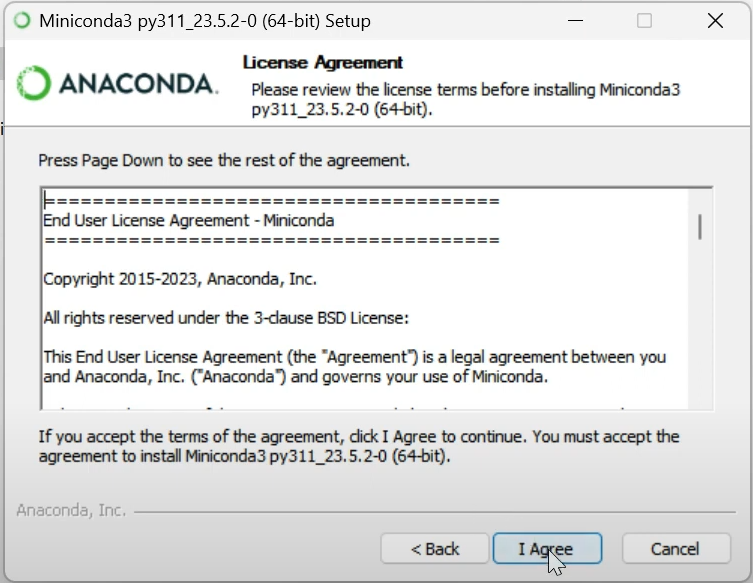 Miniconda3 py311_23.5.2-0 (64-bit) Setup
ANACONDA.
License Agreement
Please review the license terms before installing Miniconda3
py311_23.5.2-0 (64-bit).
Press Page Down to see the rest of the agreement.
======================================
End User License Agreement - Miniconda
======================================
Copyright 2015-2023, Anaconda, Inc.
All rights reserved under the 3-clause BSD License:
This End User License Agreement (the "Agreement") is a legal agreement between you
and Anaconda, Inc. ("Anaconda") and governs your use of Miniconda.
If you accept the terms of the agreement, click I Agree to continue. You must accept the
agreement to install Miniconda3 py311_23.5.2-0 (64-bit).
Anaconda, Inc.
< Back
I Agree
Cancel